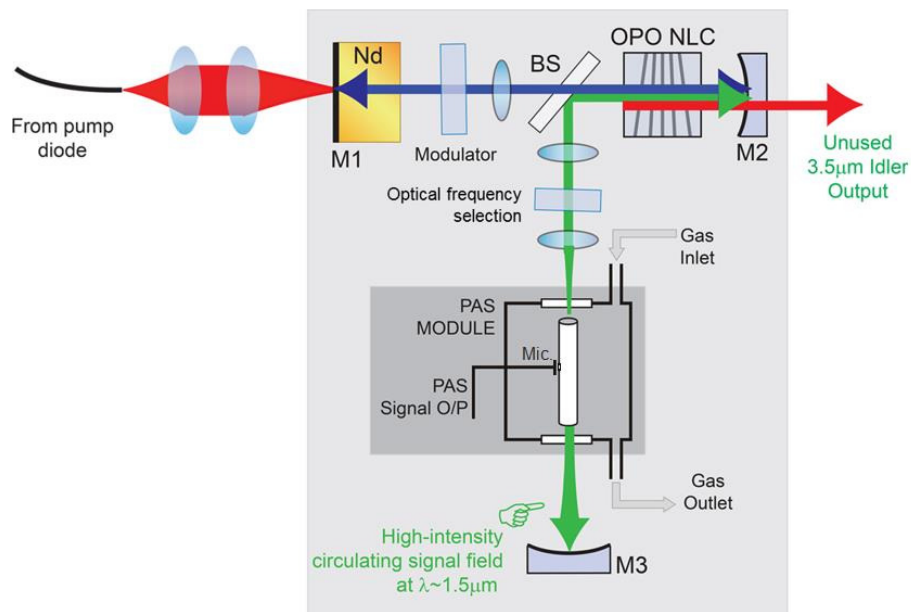 From pump
diode
Nd
M1
Modulator
BS
OPO NLC
M2
Unused
3.5μm Idler
Output
Optical frequency
selection
Gas
Inlet
PAS
MODULE
Mic.
PAS
Signal O/P
Gas
Outlet
High-intensity
circulating signal field
at λ~1.5μm
M3